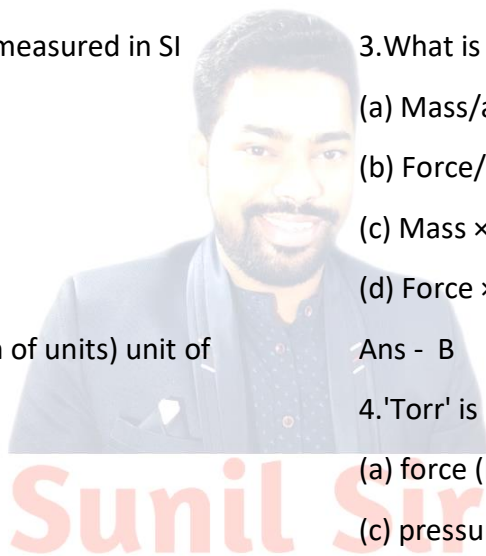 measured in SI
of units) unit of
3.What is
(a) Mass/
(b) Force/
(c) Mass ×
(d) Force
Ans - B
4.'Torr' is
(a) force (
(c) pressu
Sunil Sir